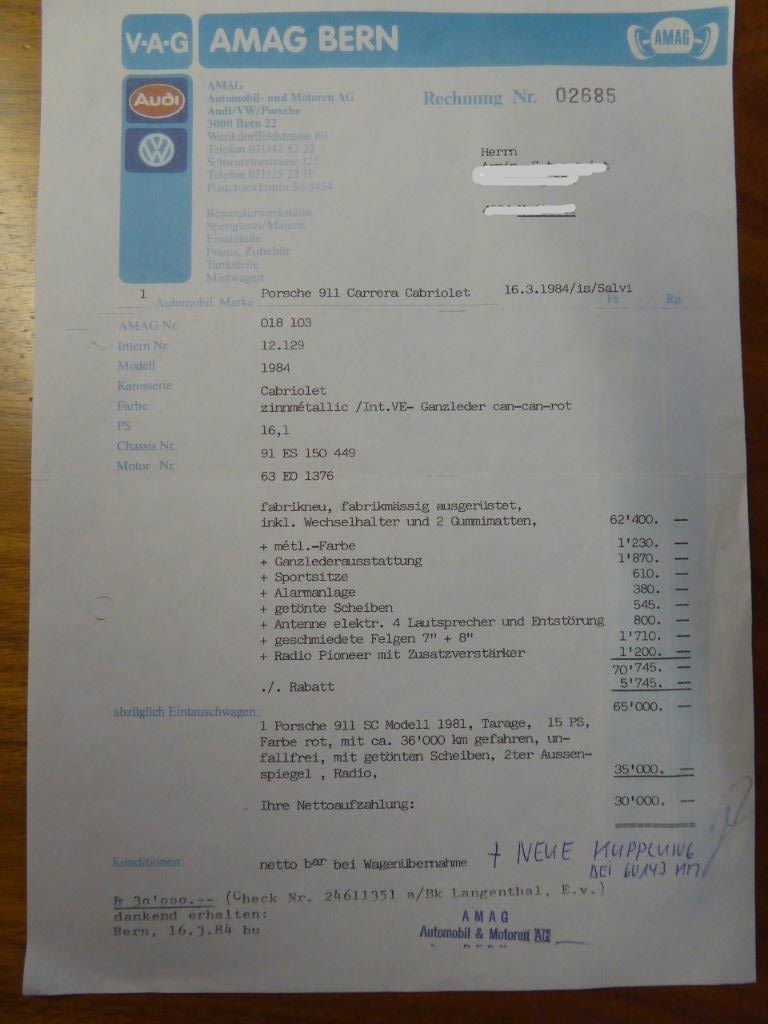 V·A·G AMAG BERN AMAG
Audi
AMAG
Automobil- und Motoren AG
Audi/VW/Porsche
3000 Bern 22
Wankdorffeldstrasse 60
Telefon 031/42 52 22
Schwarztorstrasse 122
Telefon 031/25 22 11
Postcheckkonto 30-5424
Rechnung Nr. 02685
Herrn
Reparaturwerkstätte
Spenglerei/Malerei
Ersatzteile
Pneus, Zubehör
Tankstelle
Mietwagen
1 Automobil Marke Porsche 911 Carrera Cabriolet 16.3.1984/is/Salvi
Fr. Rp.
AMAG Nr. 018 103
Intern Nr. 12.129
Modell 1984
Karosserie Cabriolet
Farbe zinnmétallic /Int.VE- Ganzleder can-can-rot
PS 16,1
Chassis Nr. 91 ES 150 449
Motor Nr. 63 EO 1376
fabrikneu, fabrikmässig ausgerüstet,
inkl. Wechselhalter und 2 Gummimatten, 62'400. —
+ métl.-Farbe 1'230. —
+ Ganzlederausstattung 1'870. —
+ Sportsitze 610. —
+ Alarmanlage 380. —
+ getönte Scheiben 545. —
+ Antenne elektr. 4 Lautsprecher und Entstörung 800. —
+ geschmiedete Felgen 7" + 8" 1'710. —
+ Radio Pioneer mit Zusatzverstärker 1'200. —
70'745. —
./. Rabatt 5'745. —
abzüglich Eintauschwagen: 65'000. —
1 Porsche 911 SC Modell 1981, Tarage, 15 PS,
Farbe rot, mit ca. 36'000 km gefahren, un-
fallfrei, mit getönten Scheiben, 2ter Aussen-
spiegel , Radio, 35'000. —
Ihre Nettoaufzahlung: 30'000. —
Konditionen: netto bar bei Wagenübernahme + NEUE KUPPLUNG
BEI 60143 KM
Fr 30'000.-- (Check Nr. 24611351 a/Bk Langenthal, E.v.)
dankend erhalten:
Bern, 16.3.84 bu
AMAG
Automobil & Motoren AG